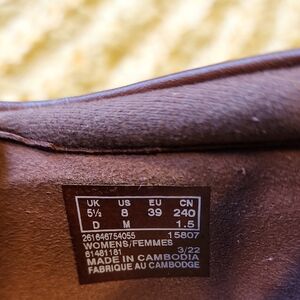 UK US EU CN
5½ 8 39 240
D M 1.5
261646754055 15807
WOMENS/FEMMES
61481181 3/22
MADE IN CAMBODIA
FABRIQUE AU CAMBODGE